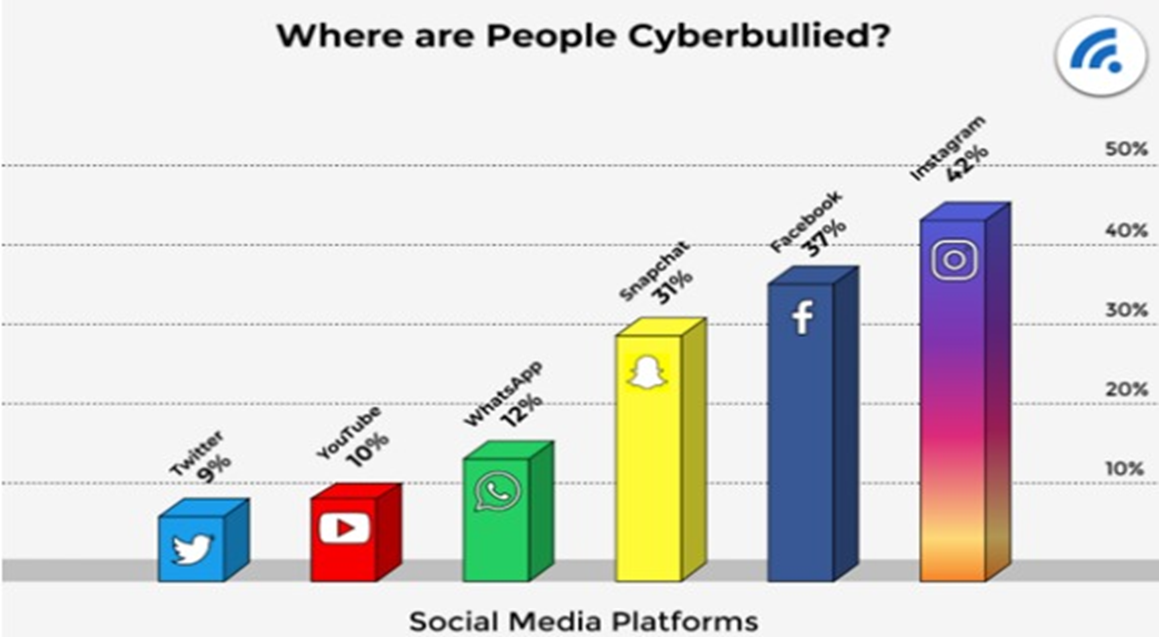 Where are People Cyberbullied?
50%
40%
30%
20%
10%
Twitter
9%
YouTube
10%
WhatsApp
12%
Snapchat
31%
Facebook
37%
Instagram
42%
f
Social Media Platforms